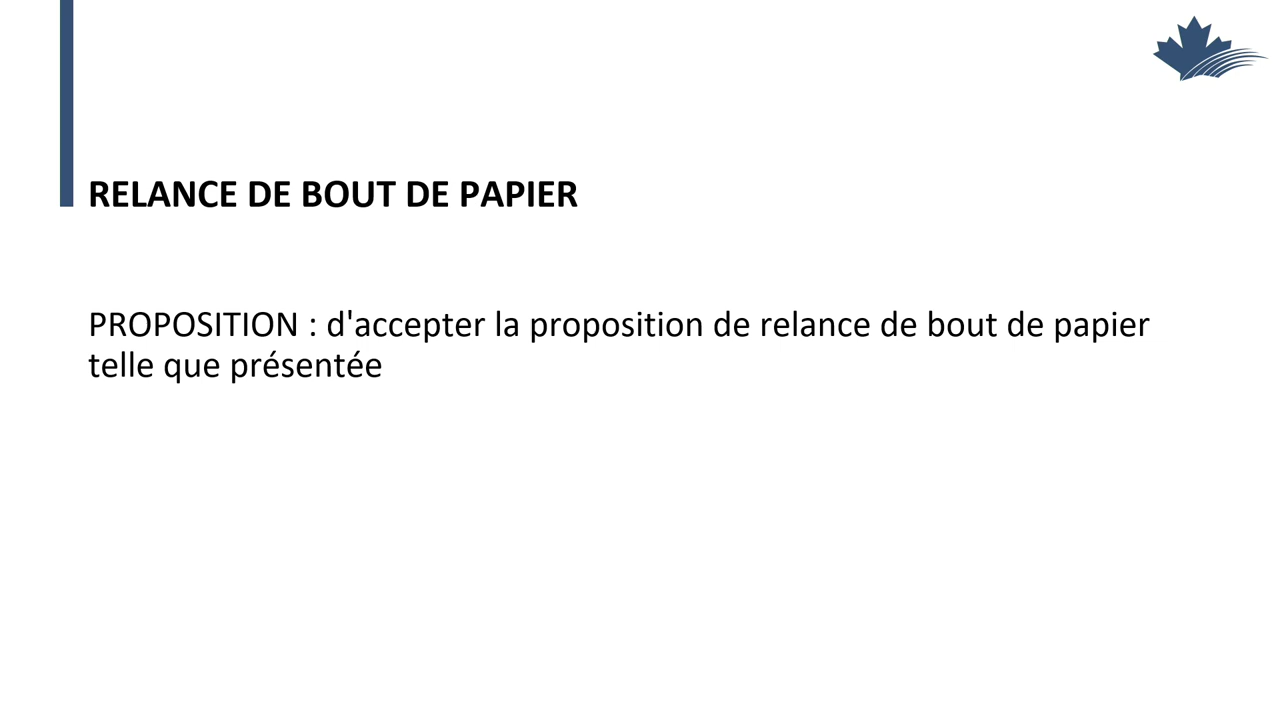 RELANCE DE BOUT DE PAPIER
PROPOSITION : d'accepter la proposition de relance de bout de papier
telle que présentée